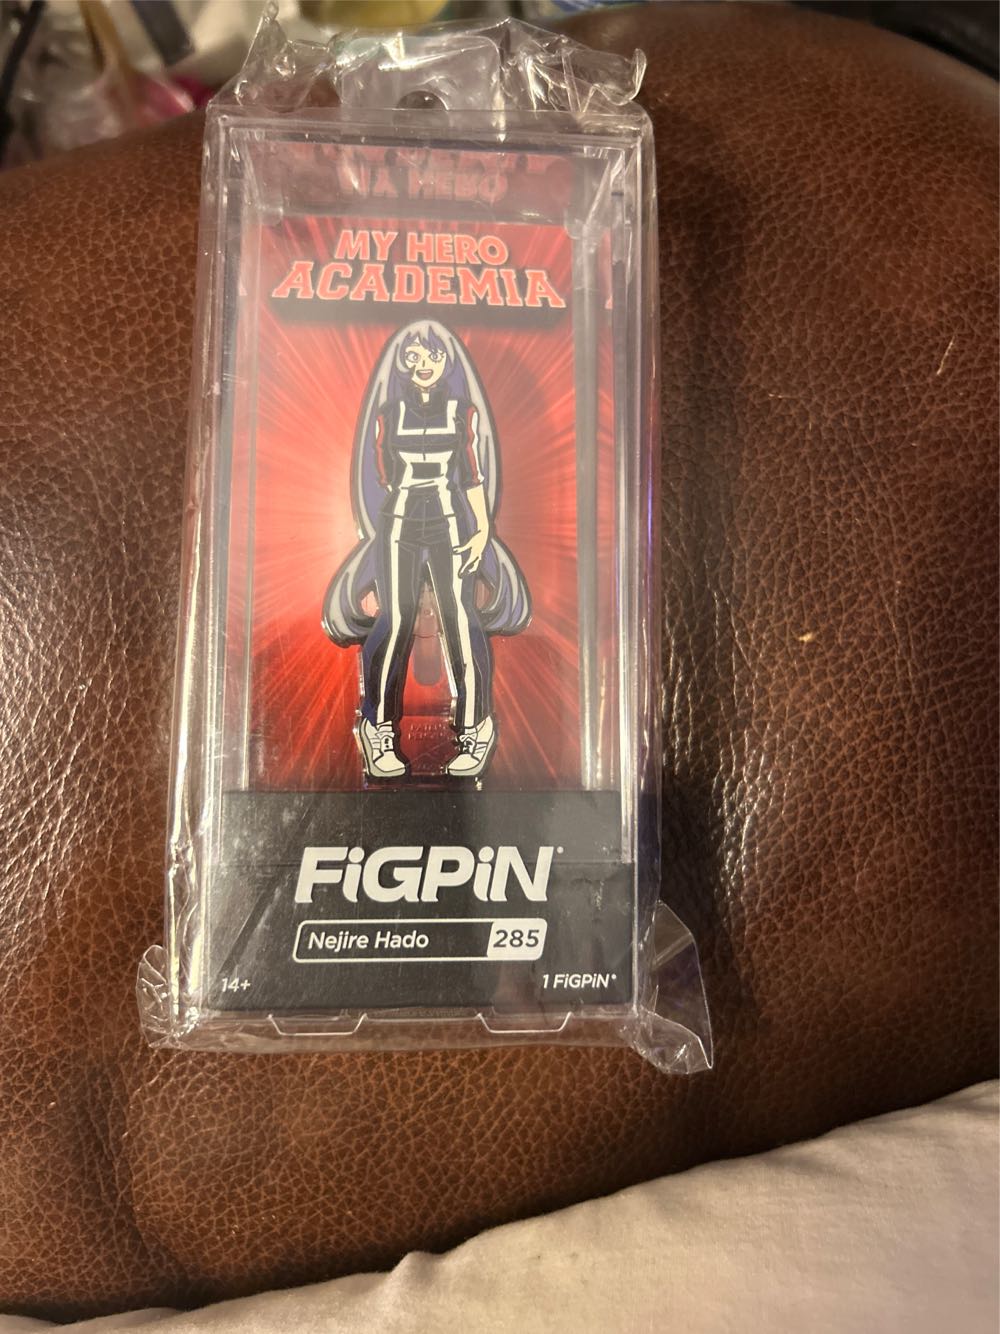 MY HERO
ACADEMIA
FiGPiN
Nejire Hado 285
14+ 1 FiGPiN®